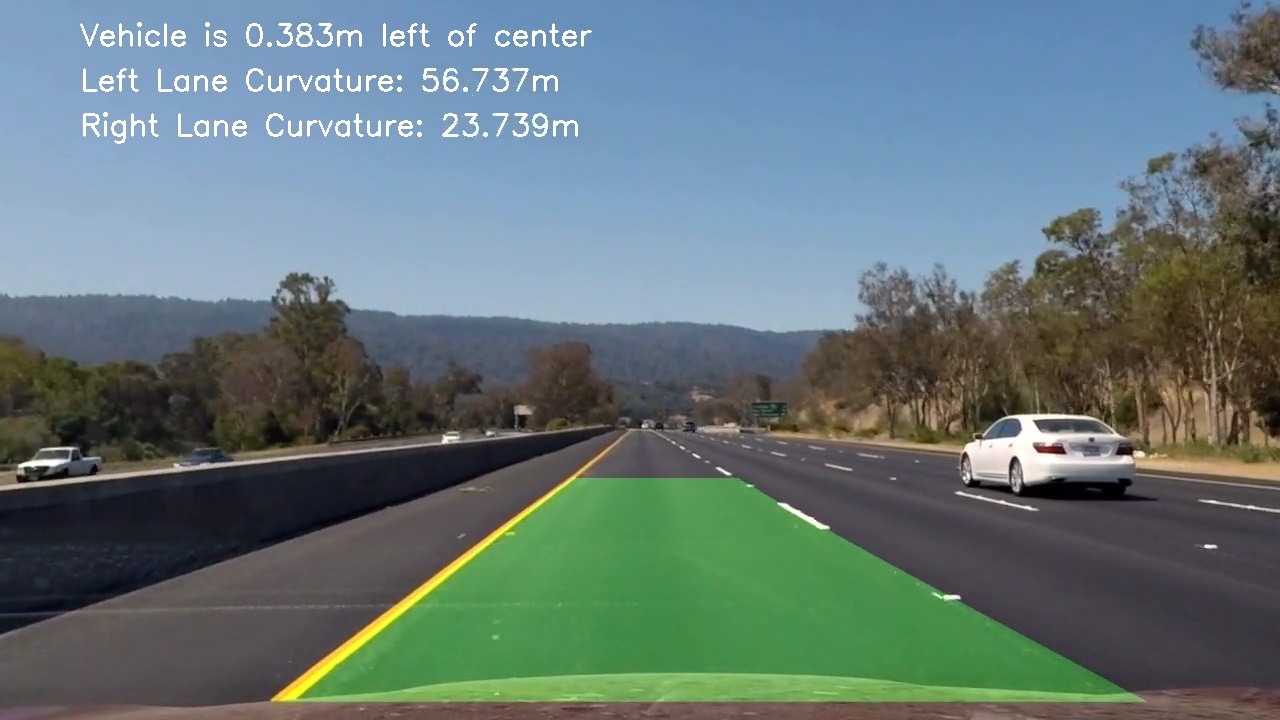 Vehicle is 0.383m left of center
Left Lane Curvature: 56.737m
Right Lane Curvature: 23.739m